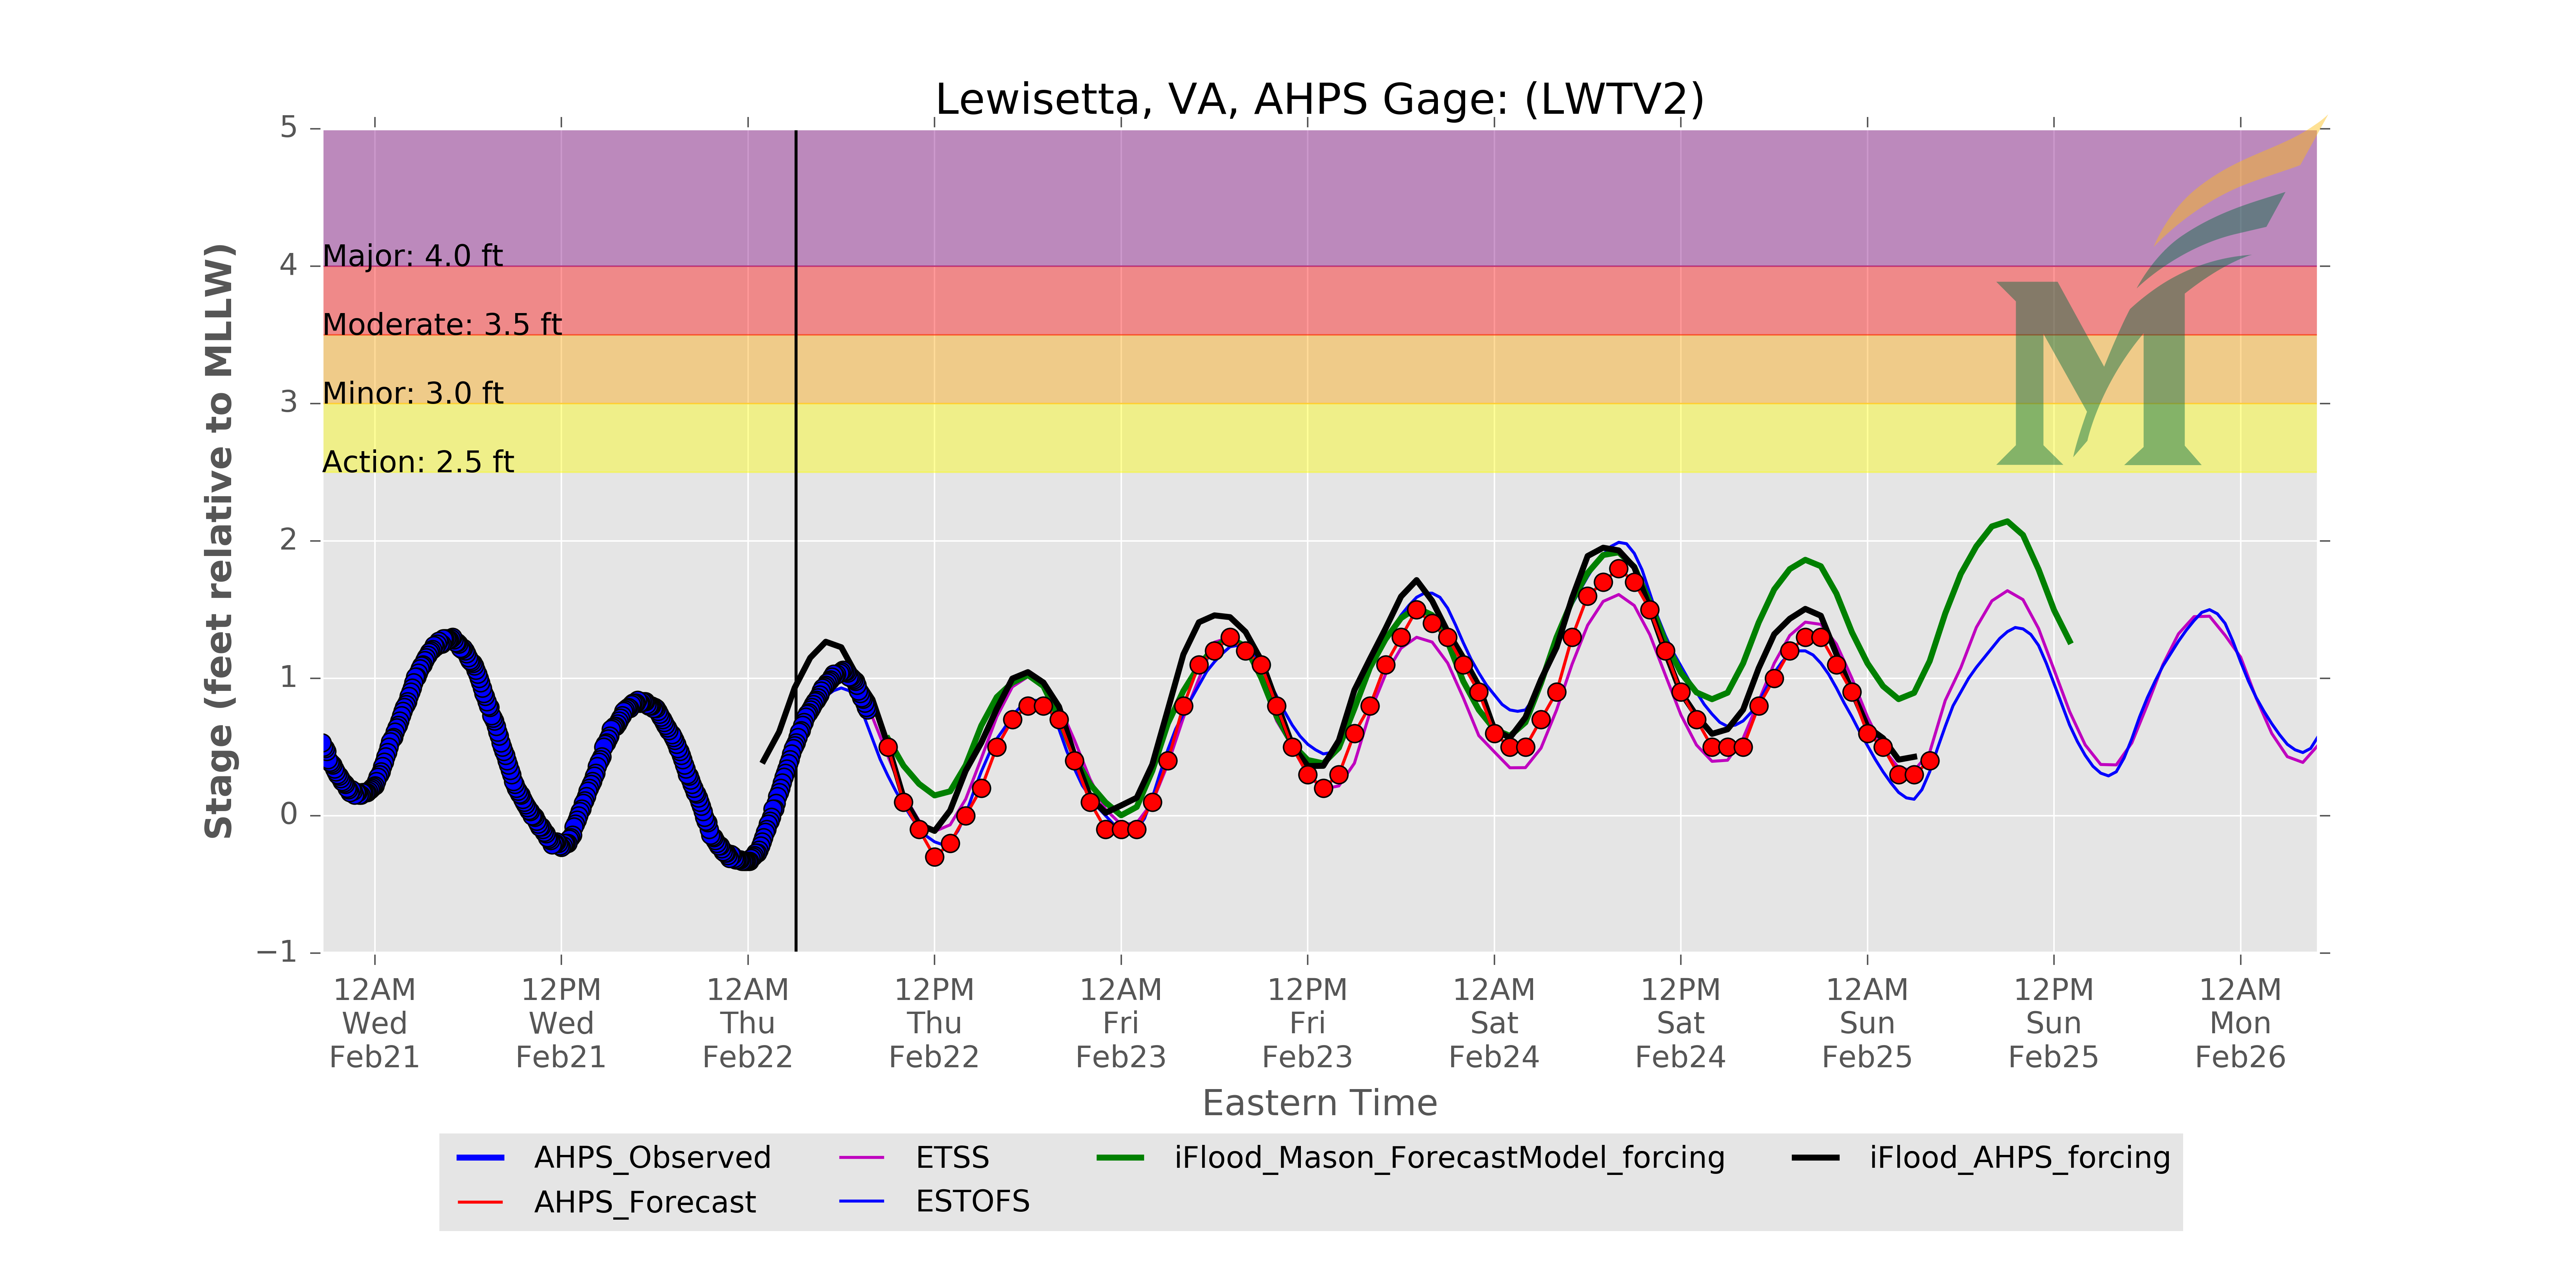 Lewisetta, VA, AHPS Gage: (LWTV2)
Stage (feet relative to MLLW)
5
4
3
2
1
0
−1
Major: 4.0 ft
Moderate: 3.5 ft
Minor: 3.0 ft
Action: 2.5 ft
12AM
Wed
Feb21
12PM
Wed
Feb21
12AM
Thu
Feb22
12PM
Thu
Feb22
12AM
Fri
Feb23
12PM
Fri
Feb23
12AM
Sat
Feb24
12PM
Sat
Feb24
12AM
Sun
Feb25
12PM
Sun
Feb25
12AM
Mon
Feb26
Eastern Time
AHPS_Observed
AHPS_Forecast
ETSS
ESTOFS
iFlood_Mason_ForecastModel_forcing
iFlood_AHPS_forcing
M